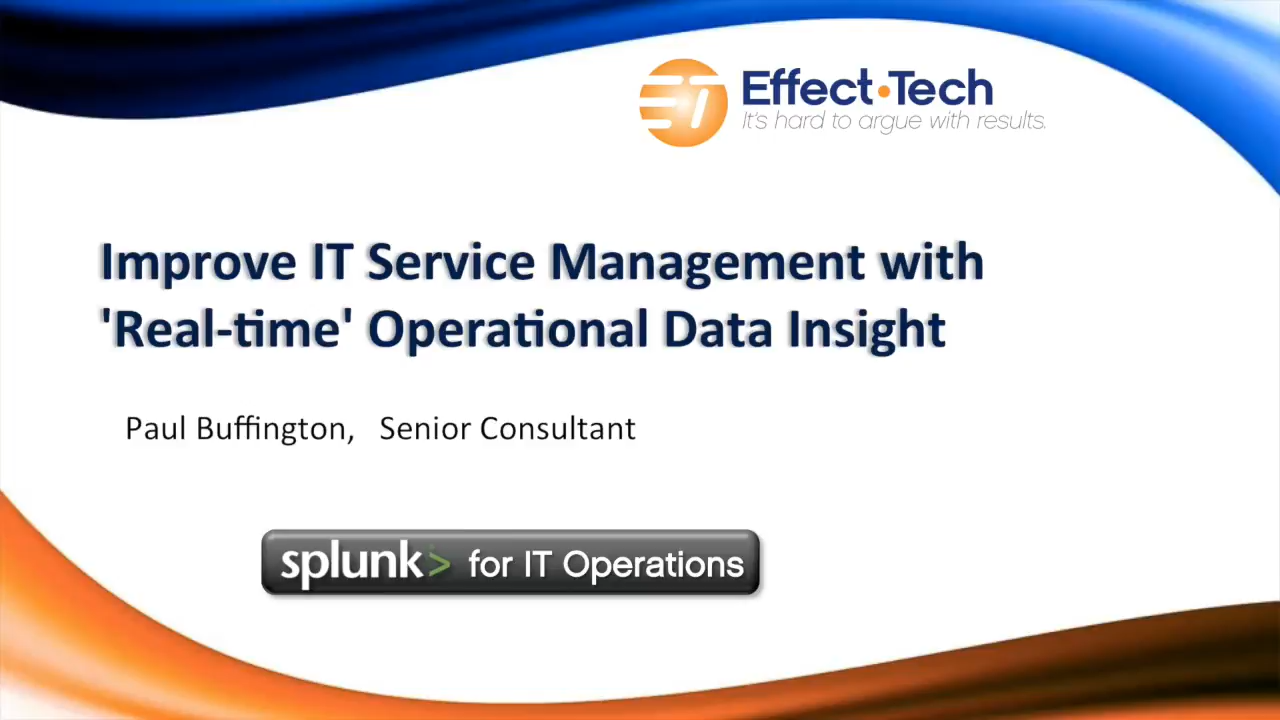 ET Effect•Tech
It's hard to argue with results.
Improve IT Service Management with
'Real-time' Operational Data Insight
Paul Buffington, Senior Consultant
splunk> for IT Operations